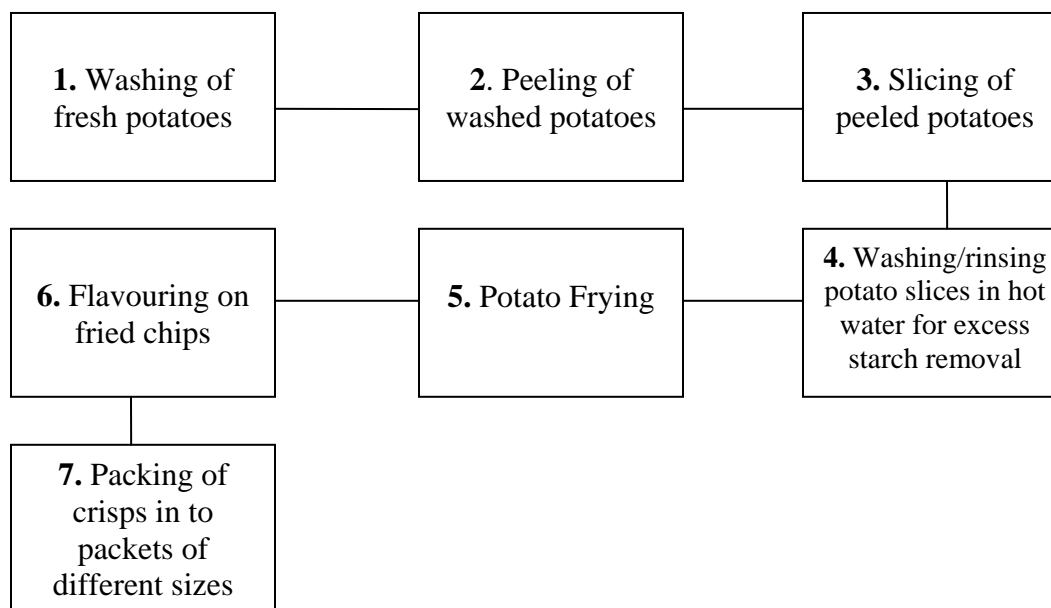 1. Washing of
fresh potatoes
2. Peeling of
washed potatoes
3. Slicing of
peeled potatoes
4. Washing/rinsing
potato slices in hot
water for excess
starch removal
5. Potato Frying
6. Flavouring on
fried chips
7. Packing of
crisps in to
packets of
different sizes